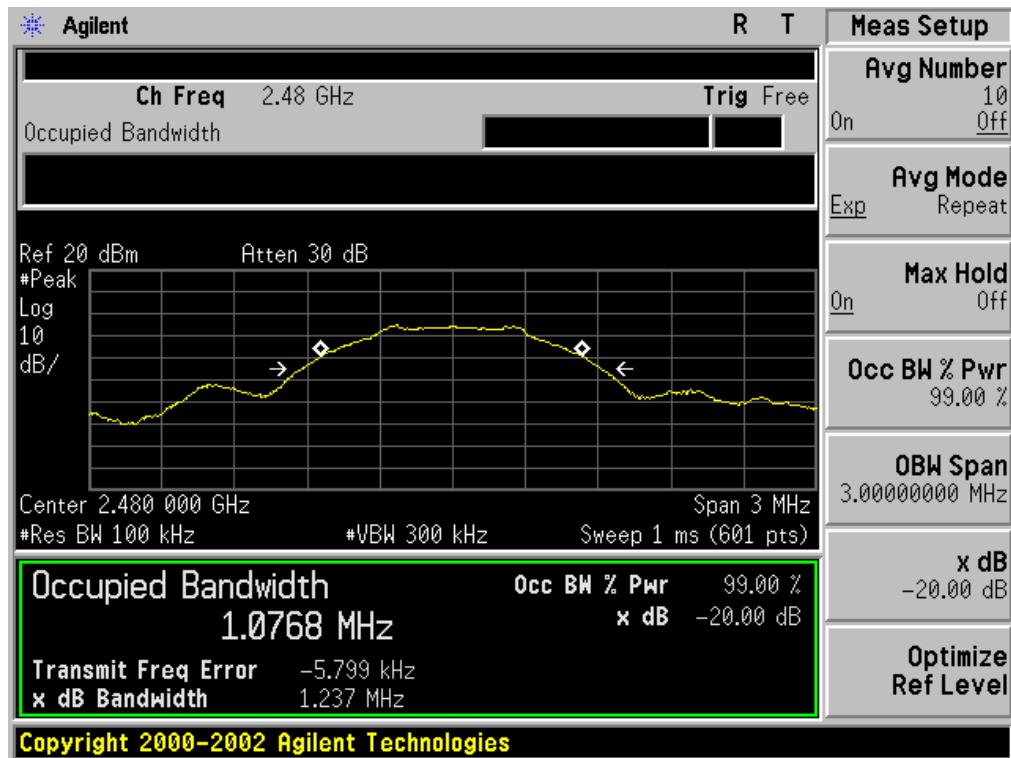 Agilent R T
Ch Freq 2.48 GHz Trig Free
Occupied Bandwidth
Ref 20 dBm Atten 30 dB
#Peak
Log
10
dB/
Center 2.480 000 GHz Span 3 MHz
#Res BW 100 kHz #VBW 300 kHz Sweep 1 ms (601 pts)
Occupied Bandwidth Occ BW % Pwr 99.00 %
1.0768 MHz x dB -20.00 dB
Transmit Freq Error -5.799 kHz
x dB Bandwidth 1.237 MHz
Copyright 2000-2002 Agilent Technologies
Meas Setup
Avg Number
10
On Off
Avg Mode
Exp Repeat
Max Hold
On Off
Occ BW % Pwr
99.00 %
OBW Span
3.00000000 MHz
x dB
-20.00 dB
Optimize
Ref Level